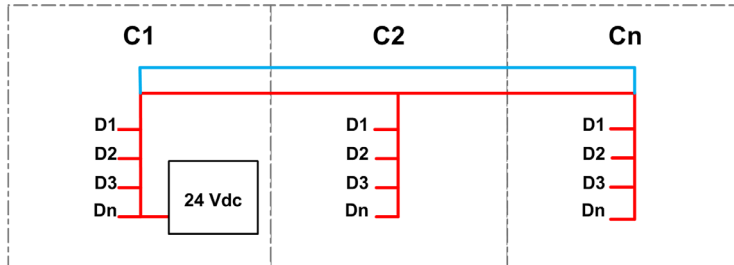 C1 C2 Cn
D1 D1 D1
D2 D2 D2
D3 D3 D3
24 Vdc
Dn Dn Dn